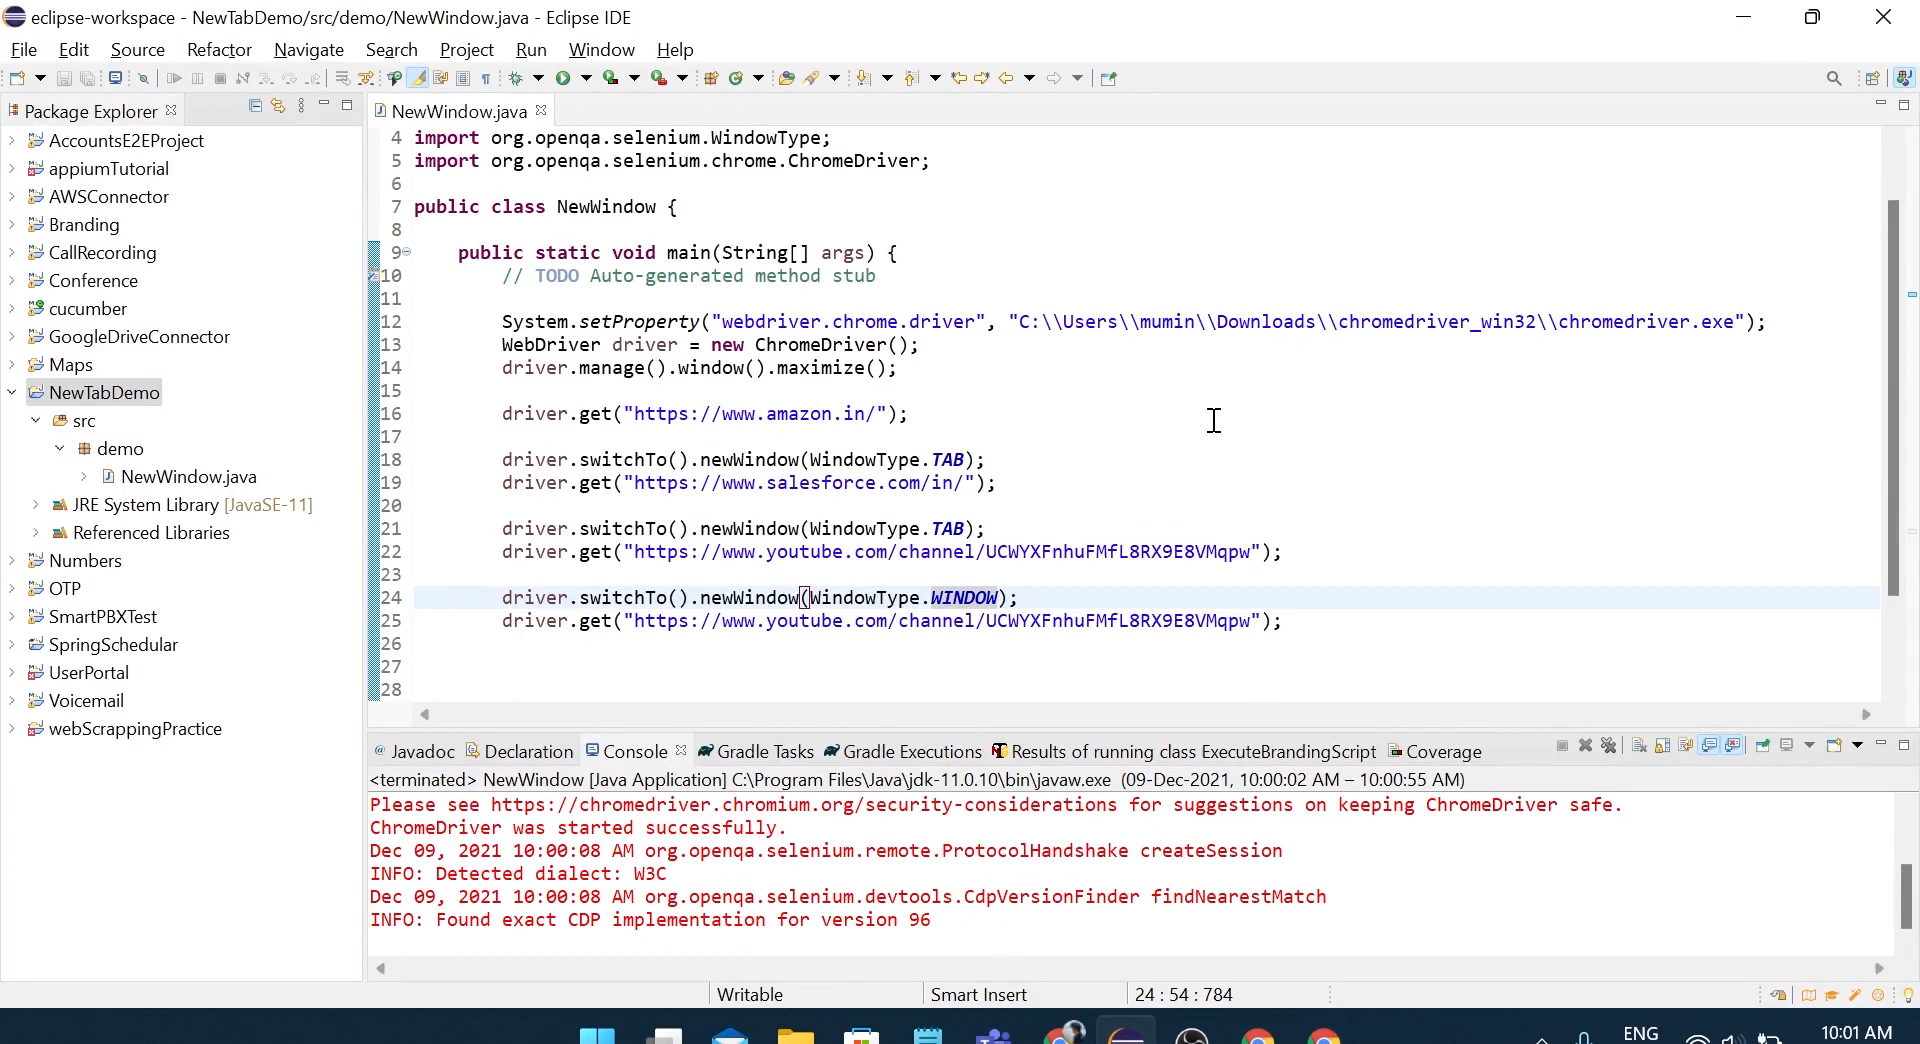 eclipse-workspace - NewTabDemo/src/demo/NewWindow.java - Eclipse IDE
File Edit Source Refactor Navigate Search Project Run Window Help
Package Explorer
AccountsE2EProject
appiumTutorial
AWSConnector
Branding
CallRecording
Conference
cucumber
GoogleDriveConnector
Maps
NewTabDemo
src
demo
NewWindow.java
JRE System Library [JavaSE-11]
Referenced Libraries
Numbers
OTP
SmartPBXTest
SpringSchedular
UserPortal
Voicemail
webScrappingPractice
NewWindow.java
4 import org.openqa.selenium.WindowType;
5 import org.openqa.selenium.chrome.ChromeDriver;
6
7 public class NewWindow {
8
9 public static void main(String[] args) {
10 // TODO Auto-generated method stub
11
12 System.setProperty("webdriver.chrome.driver", "C:\\Users\\mumin\\Downloads\\chromedriver_win32\\chromedriver.exe");
13 WebDriver driver = new ChromeDriver();
14 driver.manage().window().maximize();
15
16 driver.get("https://www.amazon.in/");
17
18 driver.switchTo().newWindow(WindowType.TAB);
19 driver.get("https://www.salesforce.com/in/");
20
21 driver.switchTo().newWindow(WindowType.TAB);
22 driver.get("https://www.youtube.com/channel/UCWYXFnhuFMfL8RX9E8VMqpw");
23
24 driver.switchTo().newWindow(WindowType.WINDOW);
25 driver.get("https://www.youtube.com/channel/UCWYXFnhuFMfL8RX9E8VMqpw");
26
27
28
Javadoc Declaration Console Gradle Tasks Gradle Executions Results of running class ExecuteBrandingScript Coverage
<terminated> NewWindow [Java Application] C:\Program Files\Java\jdk-11.0.10\bin\javaw.exe (09-Dec-2021, 10:00:02 AM – 10:00:55 AM)
Please see https://chromedriver.chromium.org/security-considerations for suggestions on keeping ChromeDriver safe.
ChromeDriver was started successfully.
Dec 09, 2021 10:00:08 AM org.openqa.selenium.remote.ProtocolHandshake createSession
INFO: Detected dialect: W3C
Dec 09, 2021 10:00:08 AM org.openqa.selenium.devtools.CdpVersionFinder findNearestMatch
INFO: Found exact CDP implementation for version 96
Writable Smart Insert 24 : 54 : 784
ENG 10:01 AM